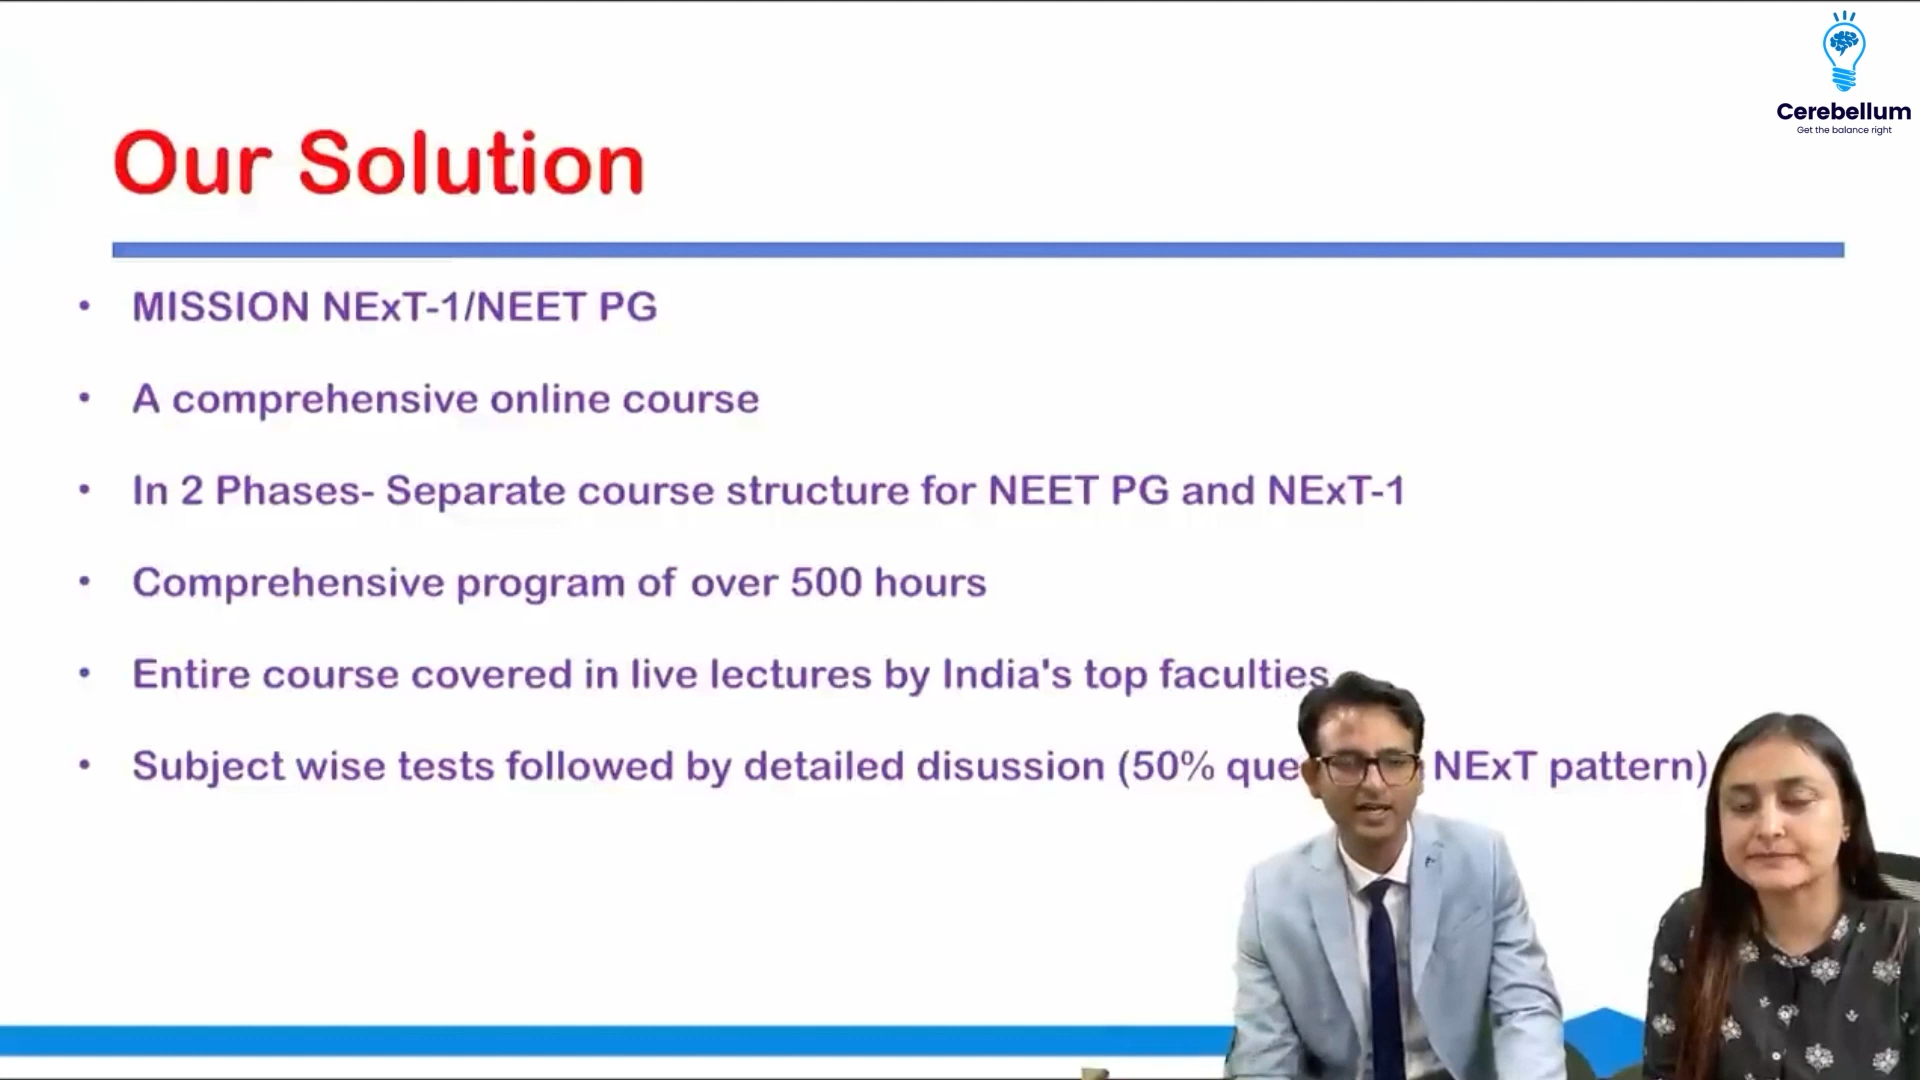 Cerebellum
Get the balance right
Our Solution
• MISSION NExT-1/NEET PG
• A comprehensive online course
• In 2 Phases- Separate course structure for NEET PG and NExT-1
• Comprehensive program of over 500 hours
• Entire course covered in live lectures by India's top faculties
• Subject wise tests followed by detailed disussion (50% NExT pattern)